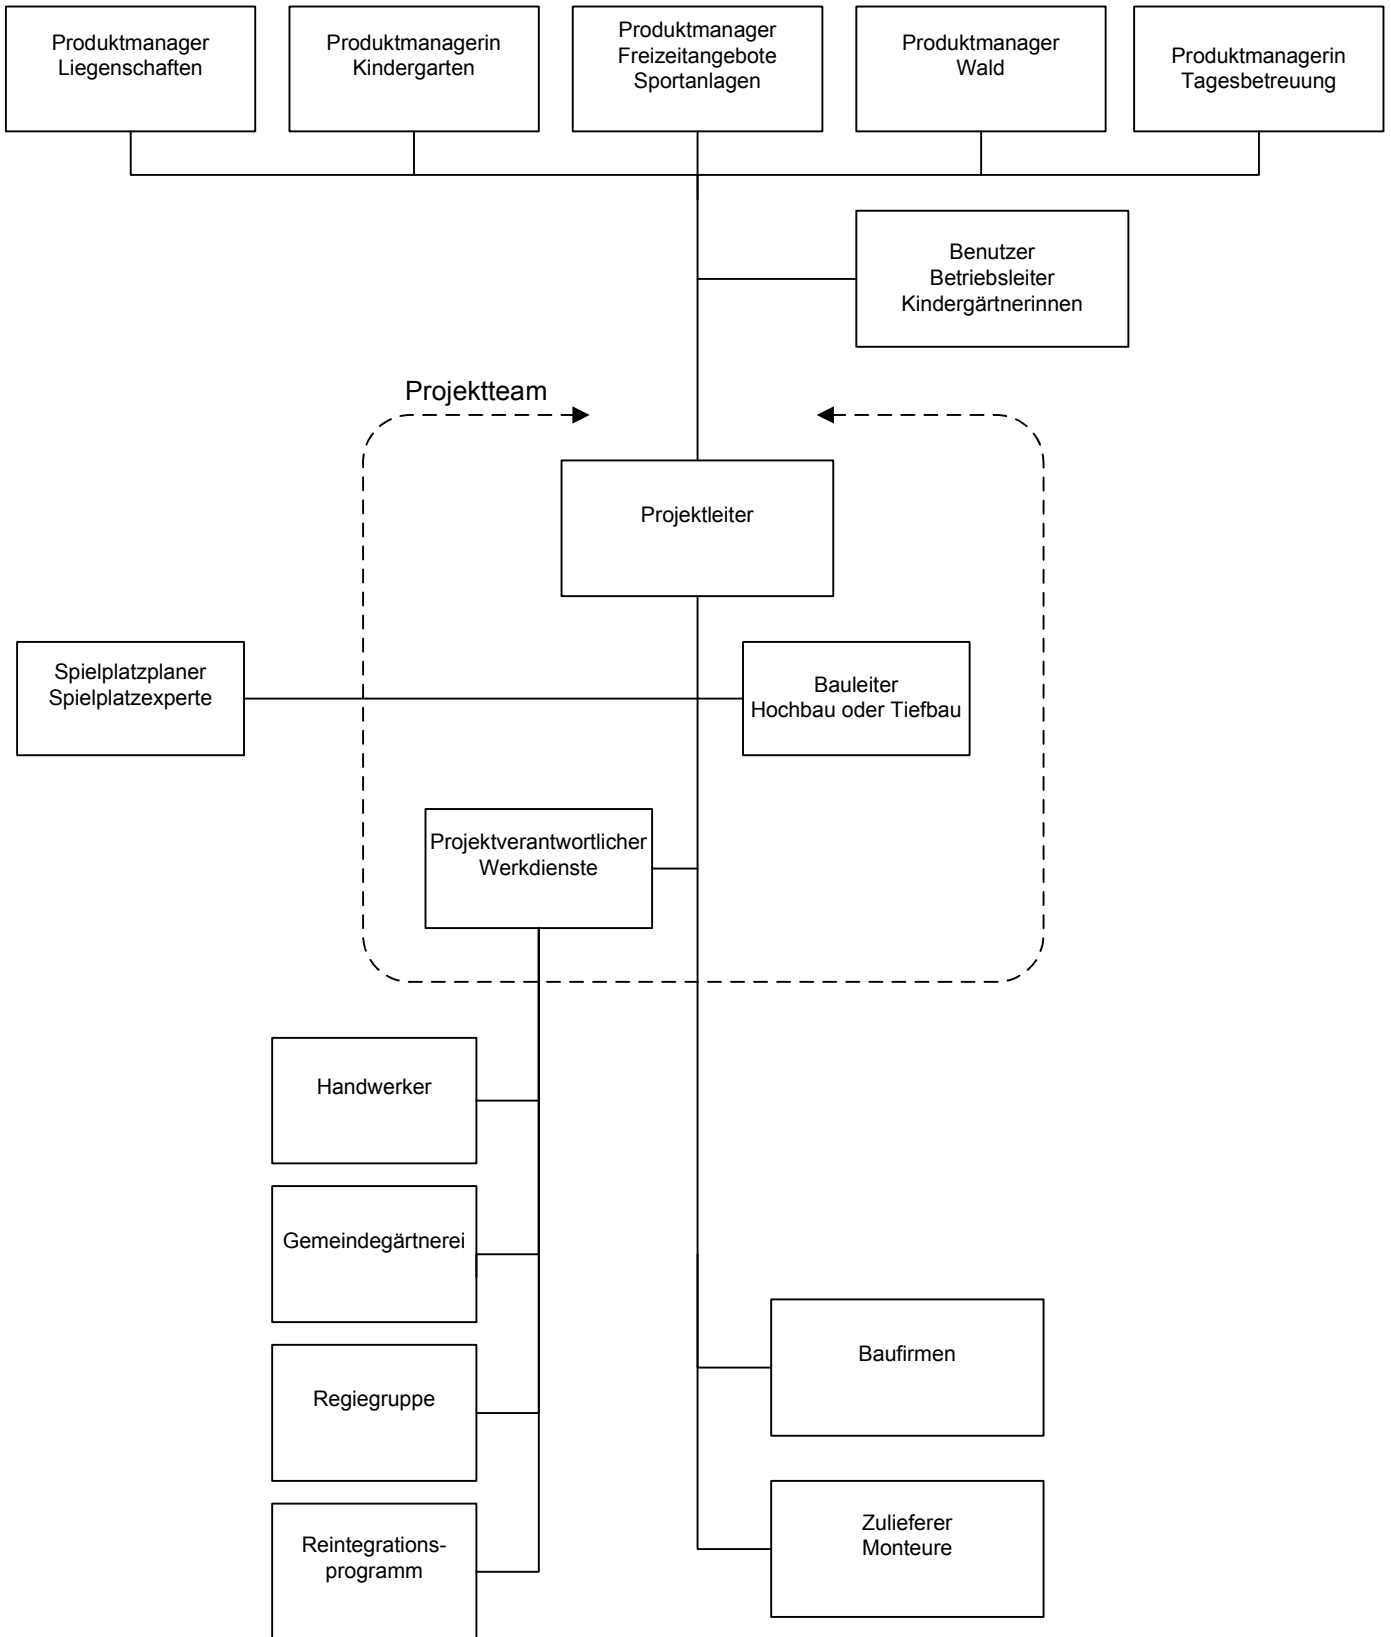 Produktmanager
Liegenschaften
Produktmanagerin
Kindergarten
Produktmanager
Freizeitangebote
Sportanlagen
Produktmanager
Wald
Produktmanagerin
Tagesbetreuung
Benutzer
Betriebsleiter
Kindergärtnerinnen
Projektteam
Projektleiter
Spielplatzplaner
Spielplatzexperte
Bauleiter
Hochbau oder Tiefbau
Projektverantwortlicher
Werkdienste
Handwerker
Gemeindegärtnerei
Regiegruppe
Baufirmen
Reintegrations-
programm
Zulieferer
Monteure